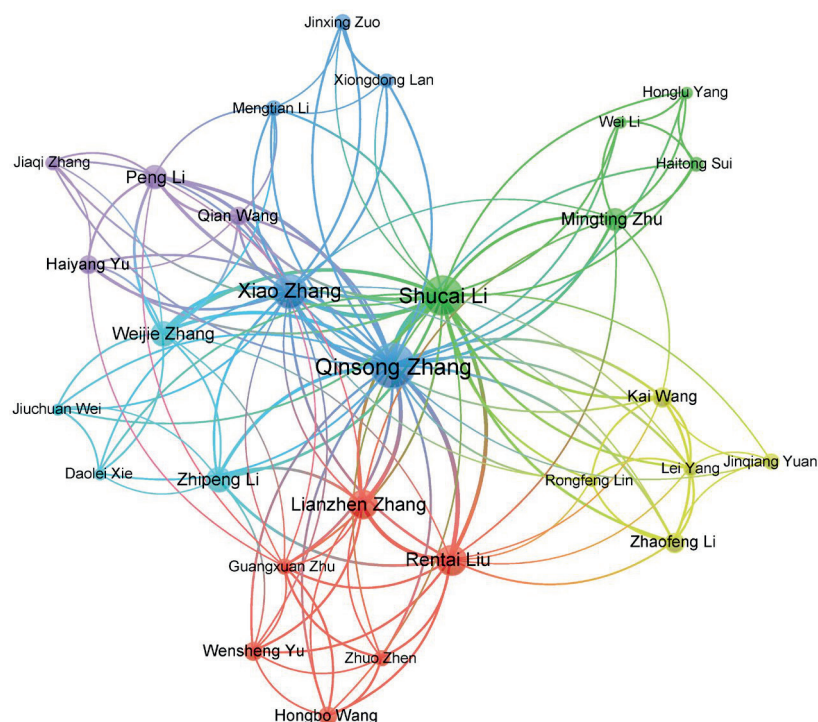 Jinxing Zuo
Xiongdong Lan
Honglu Yang
Mengtian Li
Wei Li
Jiaqi Zhang
Haitong Sui
Peng Li
Qian Wang
Mingting Zhu
Haiyang Yu
Xiao Zhang
Shucai Li
Weijie Zhang
Qinsong Zhang
Kai Wang
Jiuchuan Wei
Jinqiang Yuan
Lei Yang
Daolei Xie
Zhipeng Li
Rongfeng Lin
Lianzhen Zhang
Zhaofeng Li
Rentai Liu
Guangxuan Zhu
Wensheng Yu
Zhuo Zhen
Hongbo Wang